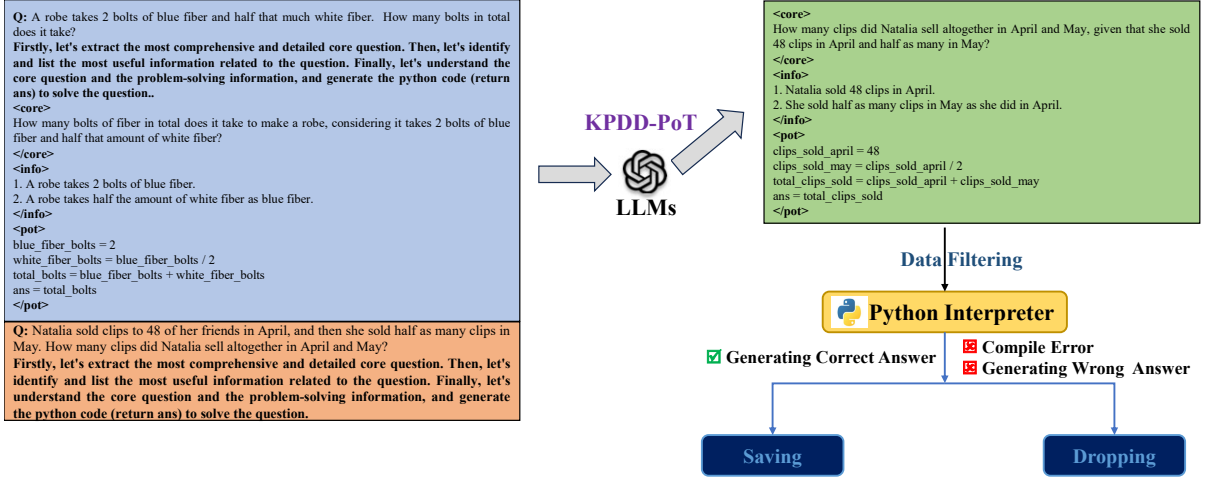 Q: A robe takes 2 bolts of blue fiber and half that much white fiber. How many bolts in total
does it take?
Firstly, let's extract the most comprehensive and detailed core question. Then, let's identify
and list the most useful information related to the question. Finally, let's understand the
core question and the problem-solving information, and generate the python code (return
ans) to solve the question..
<core>
How many bolts of fiber in total does it take to make a robe, considering it takes 2 bolts of blue
fiber and half that amount of white fiber?
</core>
<info>
1. A robe takes 2 bolts of blue fiber.
2. A robe takes half the amount of white fiber as blue fiber.
</info>
<pot>
blue_fiber_bolts = 2
white_fiber_bolts = blue_fiber_bolts / 2
total_bolts = blue_fiber_bolts + white_fiber_bolts
ans = total_bolts
</pot>
Q: Natalia sold clips to 48 of her friends in April, and then she sold half as many clips in
May. How many clips did Natalia sell altogether in April and May?
Firstly, let's extract the most comprehensive and detailed core question. Then, let's
identify and list the most useful information related to the question. Finally, let's
understand the core question and the problem-solving information, and generate
the python code (return ans) to solve the question.
KPDD-PoT
LLMs
<core>
How many clips did Natalia sell altogether in April and May, given that she sold
48 clips in April and half as many in May?
</core>
<info>
1. Natalia sold 48 clips in April.
2. She sold half as many clips in May as she did in April.
</info>
<pot>
clips_sold_april = 48
clips_sold_may = clips_sold_april / 2
total_clips_sold = clips_sold_april + clips_sold_may
ans = total_clips_sold
</pot>
Data Filtering
Python Interpreter
Generating Correct Answer
Compile Error
Generating Wrong Answer
Saving
Dropping